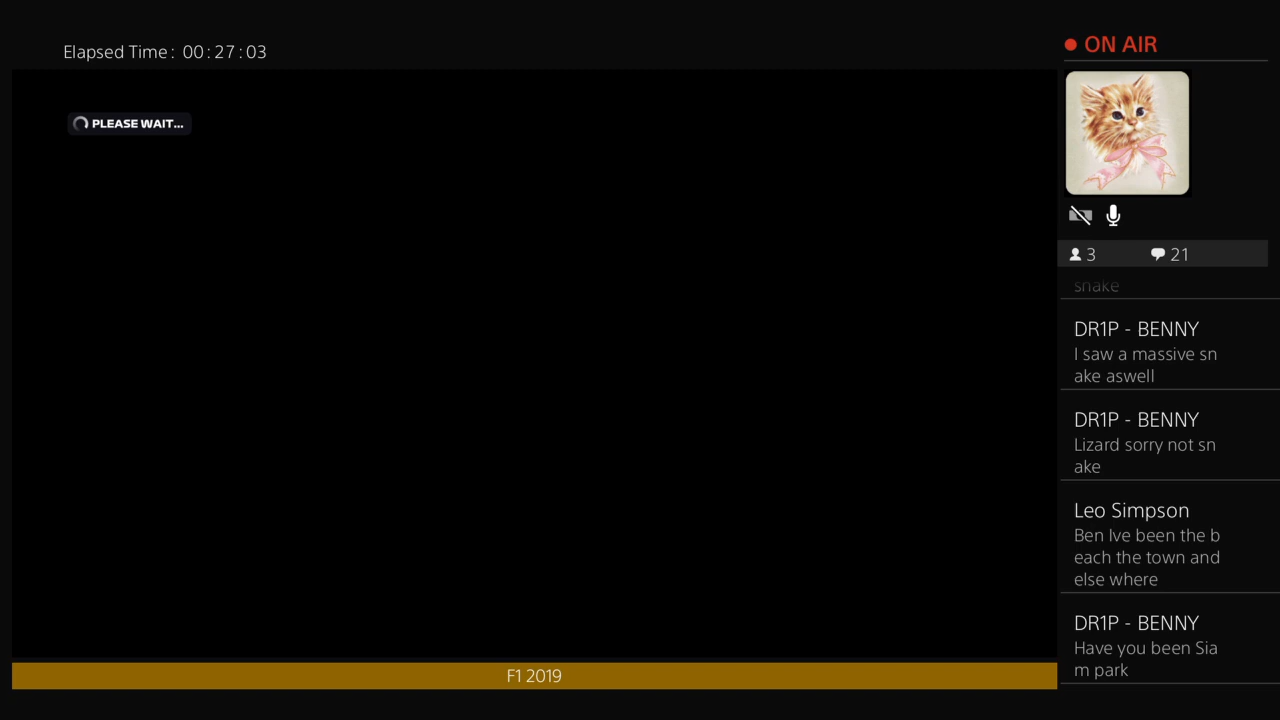 Elapsed Time: 00:27:03
ON AIR
PLEASE WAIT...
3 21
snake
DR1P - BENNY
I saw a massive sn
ake aswell
DR1P - BENNY
Lizard sorry not sn
ake
Leo Simpson
Ben Ive been the b
each the town and
else where
DR1P - BENNY
Have you been Sia
m park
F1 2019